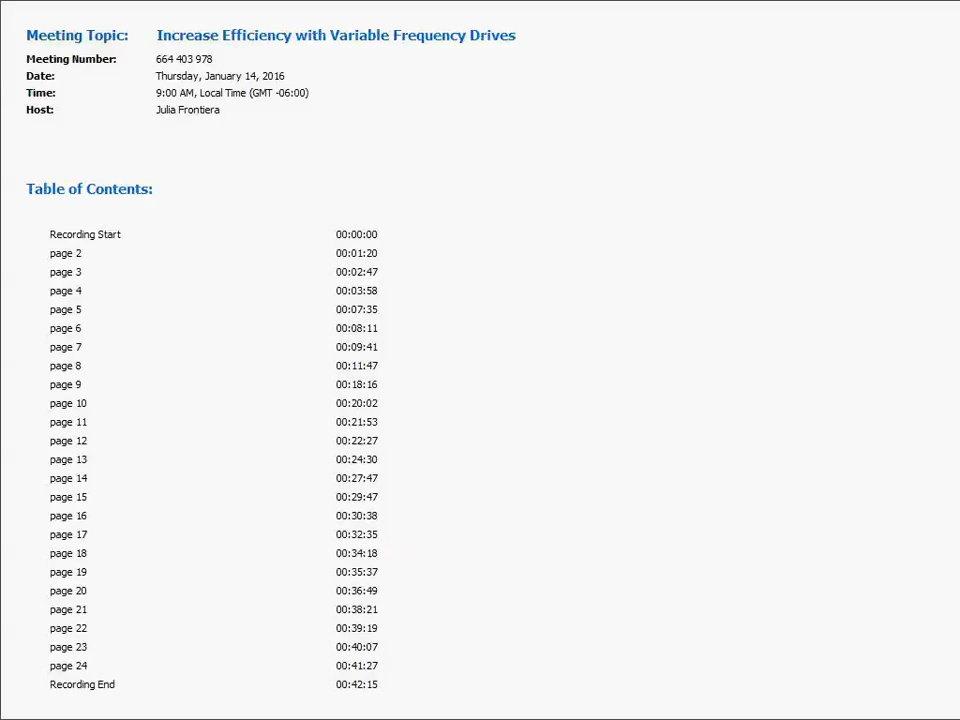 Meeting Topic: Increase Efficiency with Variable Frequency Drives
Meeting Number: 664 403 978
Date: Thursday, January 14, 2016
Time: 9:00 AM, Local Time (GMT -06:00)
Host: Julia Frontiera
Table of Contents:
Recording Start 00:00:00
page 2 00:01:20
page 3 00:02:47
page 4 00:03:58
page 5 00:07:35
page 6 00:08:11
page 7 00:09:41
page 8 00:11:47
page 9 00:18:16
page 10 00:20:02
page 11 00:21:53
page 12 00:22:27
page 13 00:24:30
page 14 00:27:47
page 15 00:29:47
page 16 00:30:38
page 17 00:32:35
page 18 00:34:18
page 19 00:35:37
page 20 00:36:49
page 21 00:38:21
page 22 00:39:19
page 23 00:40:07
page 24 00:41:27
Recording End 00:42:15